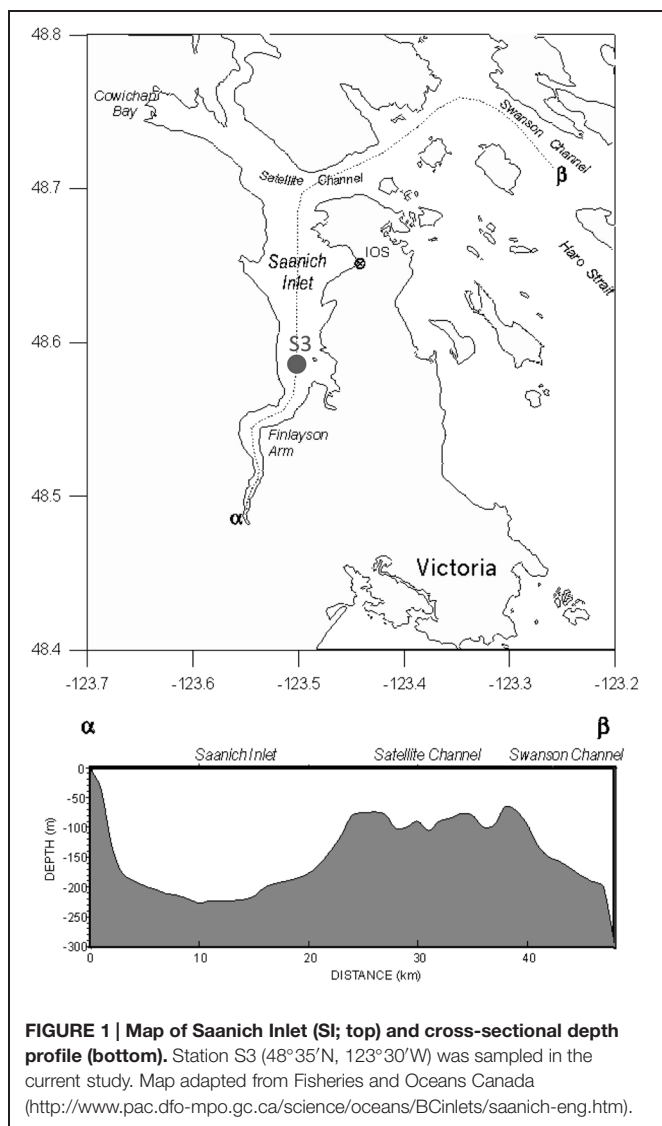 48.8
48.7
48.6
48.5
48.4
Cowichan
Bay
Swanson Channel
β
Satellite Channel
IOS
Saanich
Inlet
Haro Strait
S3
Finlayson
Arm
α
Victoria
-123.7 -123.6 -123.5 -123.4 -123.3 -123.2
α β
Saanich Inlet Satellite Channel Swanson Channel
DEPTH (m)
0
-50
-100
-150
-200
-250
-300
0 10 20 30 40
DISTANCE (km)
FIGURE 1 | Map of Saanich Inlet (SI; top) and cross-sectional depth
profile (bottom). Station S3 (48°35′N, 123°30′W) was sampled in the
current study. Map adapted from Fisheries and Oceans Canada
(http://www.pac.dfo-mpo.gc.ca/science/oceans/BCinlets/saanich-eng.htm).